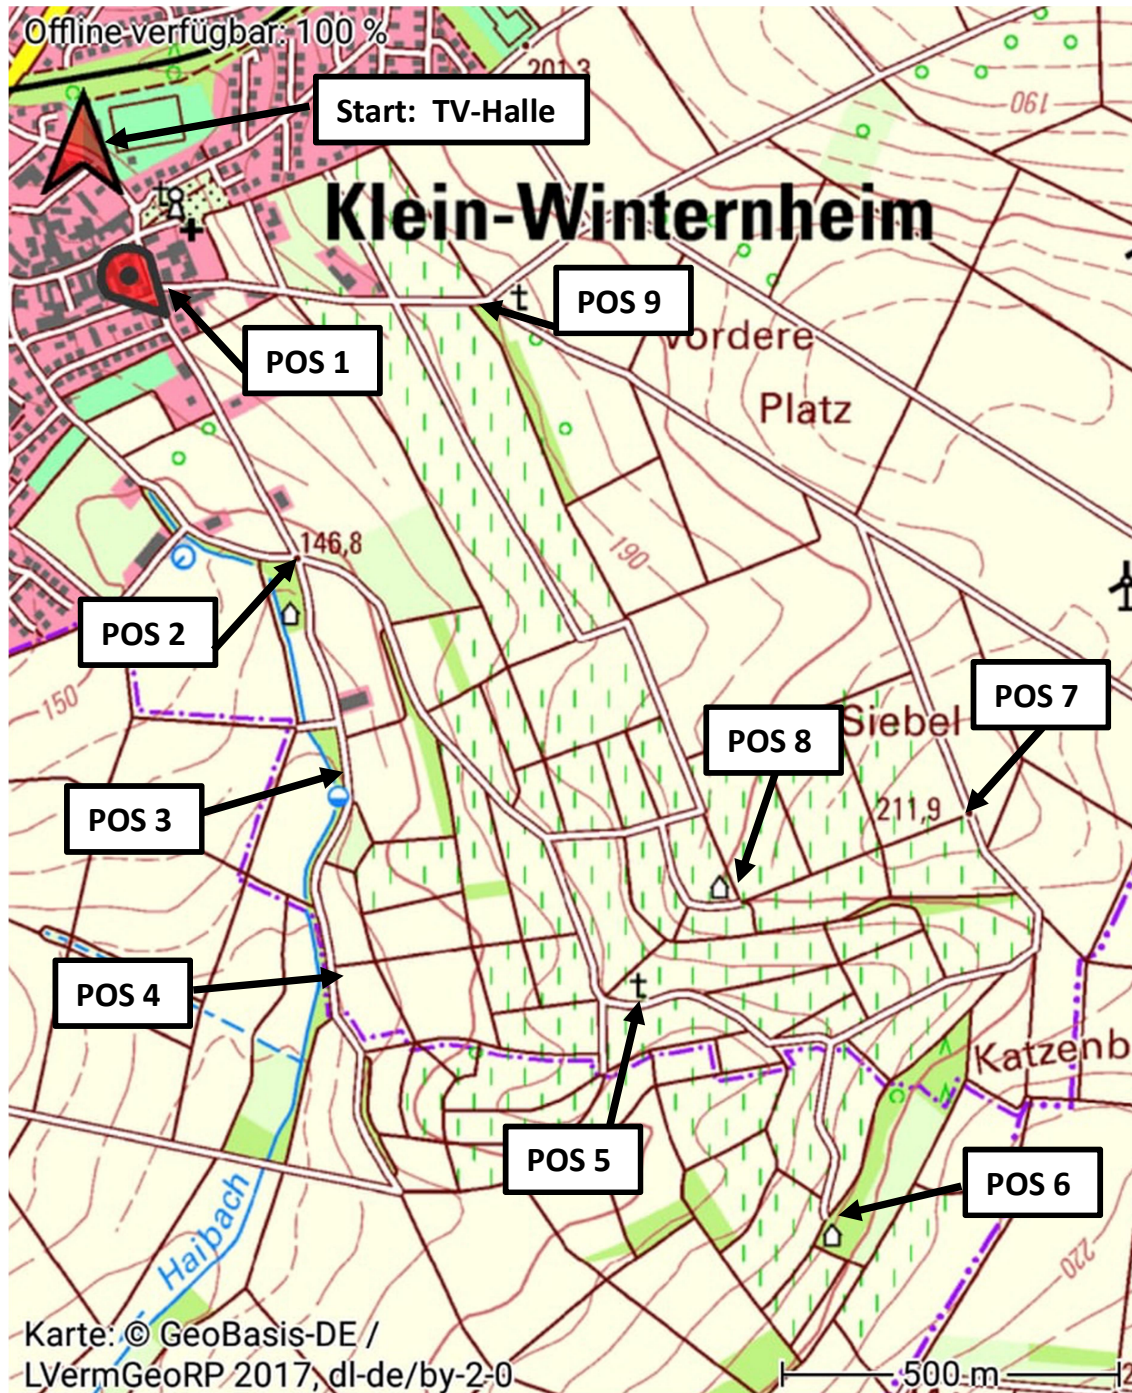 Offline verfügbar: 100 %
201,3
Start: TV-Halle
190
Klein-Winternheim
POS 9
POS 1
Vordere
Platz
146,8
190
POS 2
150
POS 7
Siebel
POS 8
211,9
POS 3
POS 4
Katzenb
POS 5
POS 6
Haibach
220
Karte: © GeoBasis-DE /
LVermGeoRP 2017, dl-de/by-2-0
500 m